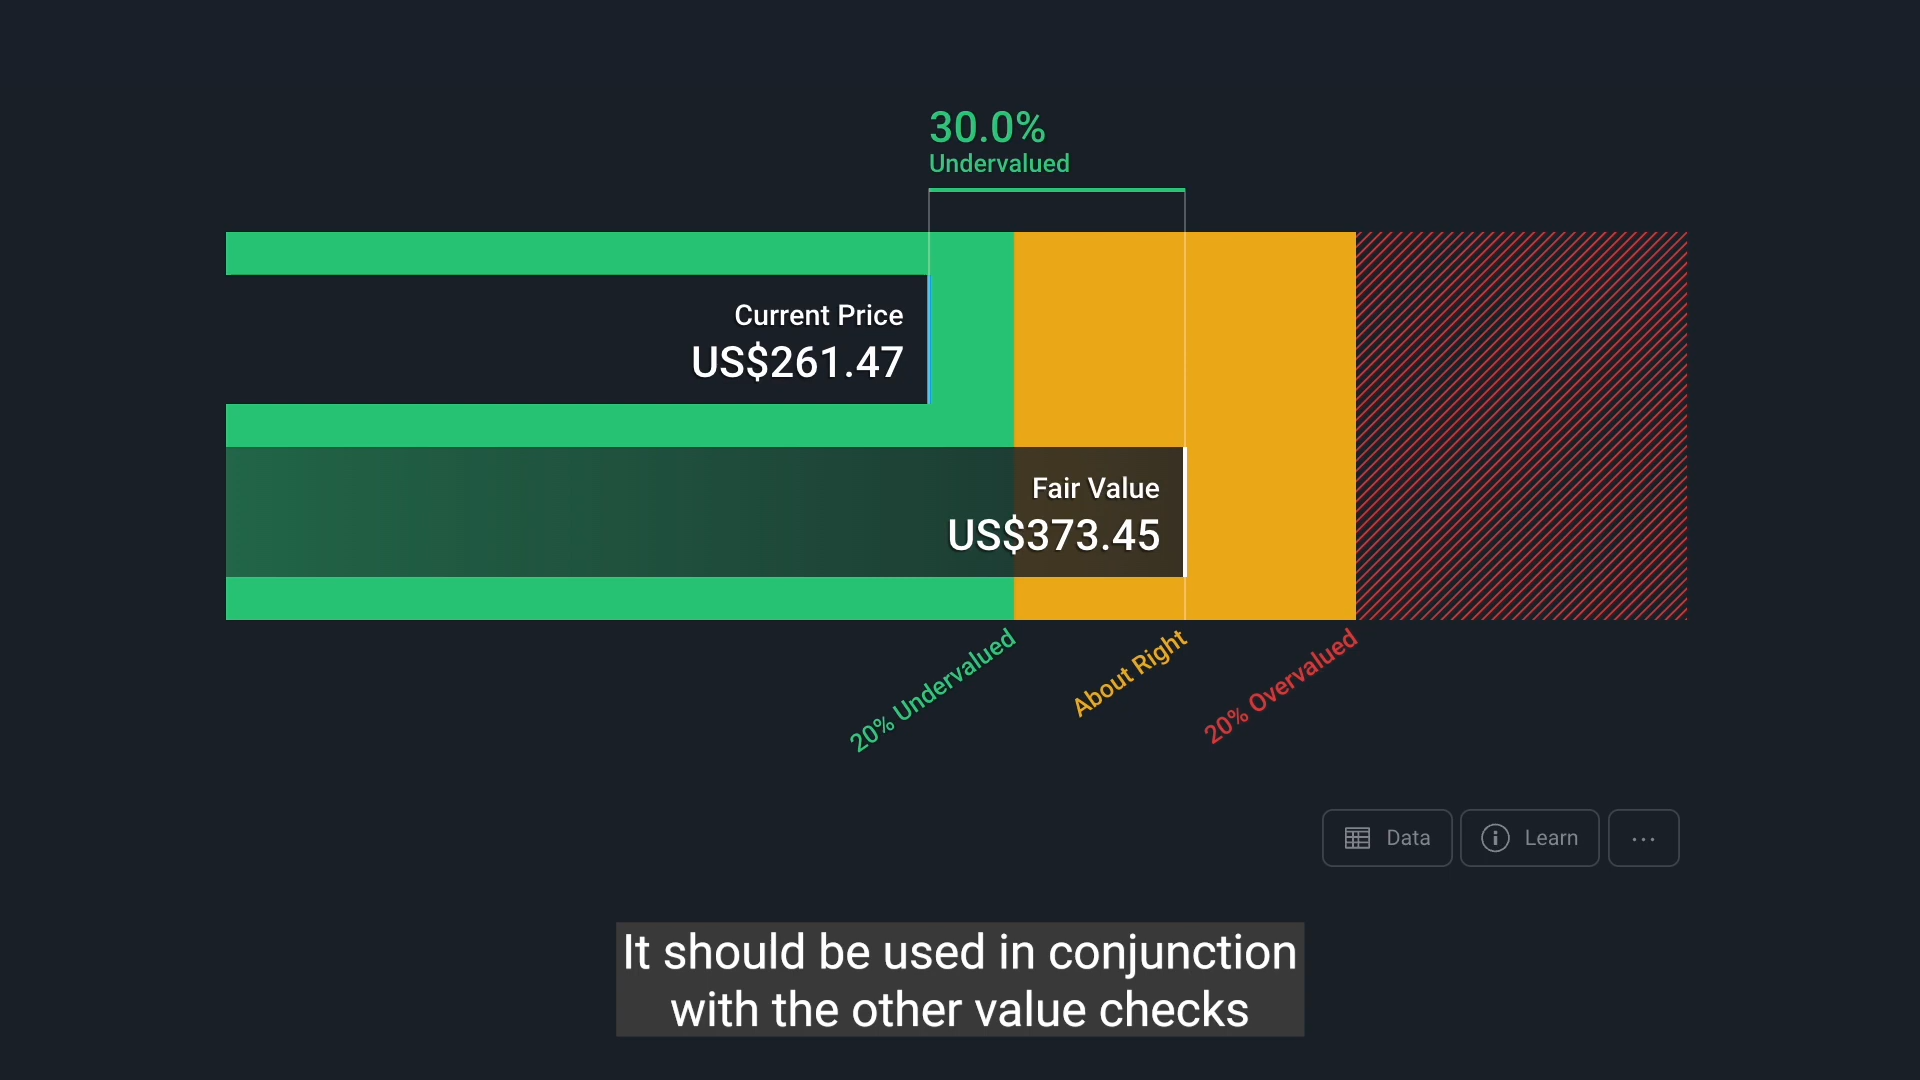 30.0%
Undervalued
Current Price
US$261.47
Fair Value
US$373.45
20% Undervalued
About Right
20% Overvalued
Data
Learn
...
It should be used in conjunction
with the other value checks